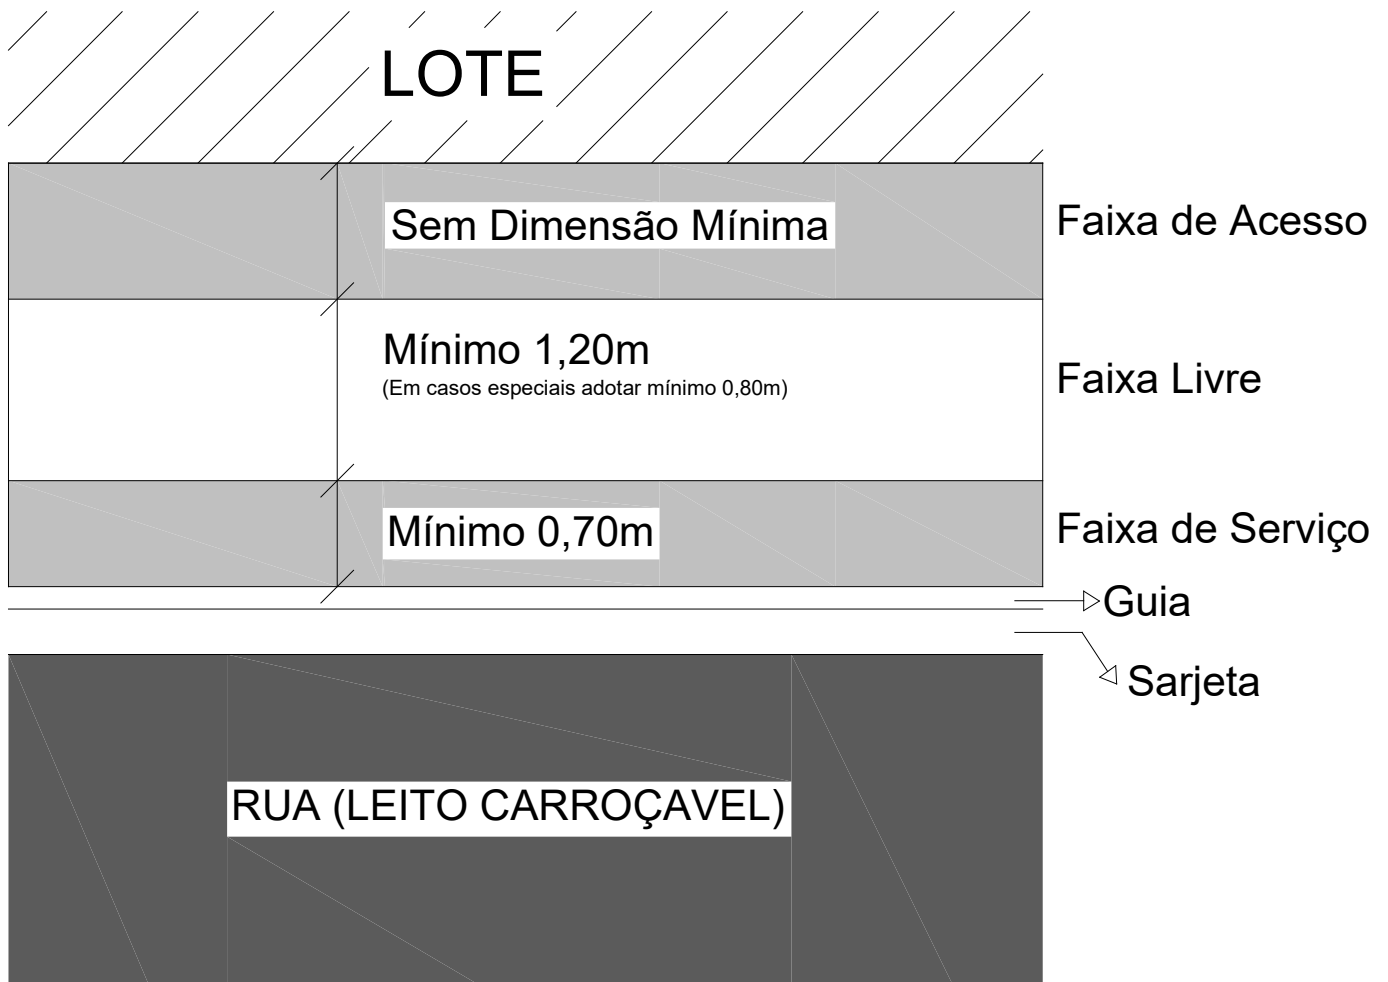 LOTE
Sem Dimensão Mínima
Faixa de Acesso
Mínimo 1,20m
(Em casos especiais adotar mínimo 0,80m)
Faixa Livre
Mínimo 0,70m
Faixa de Serviço
Guia
Sarjeta
RUA (LEITO CARROÇAVEL)